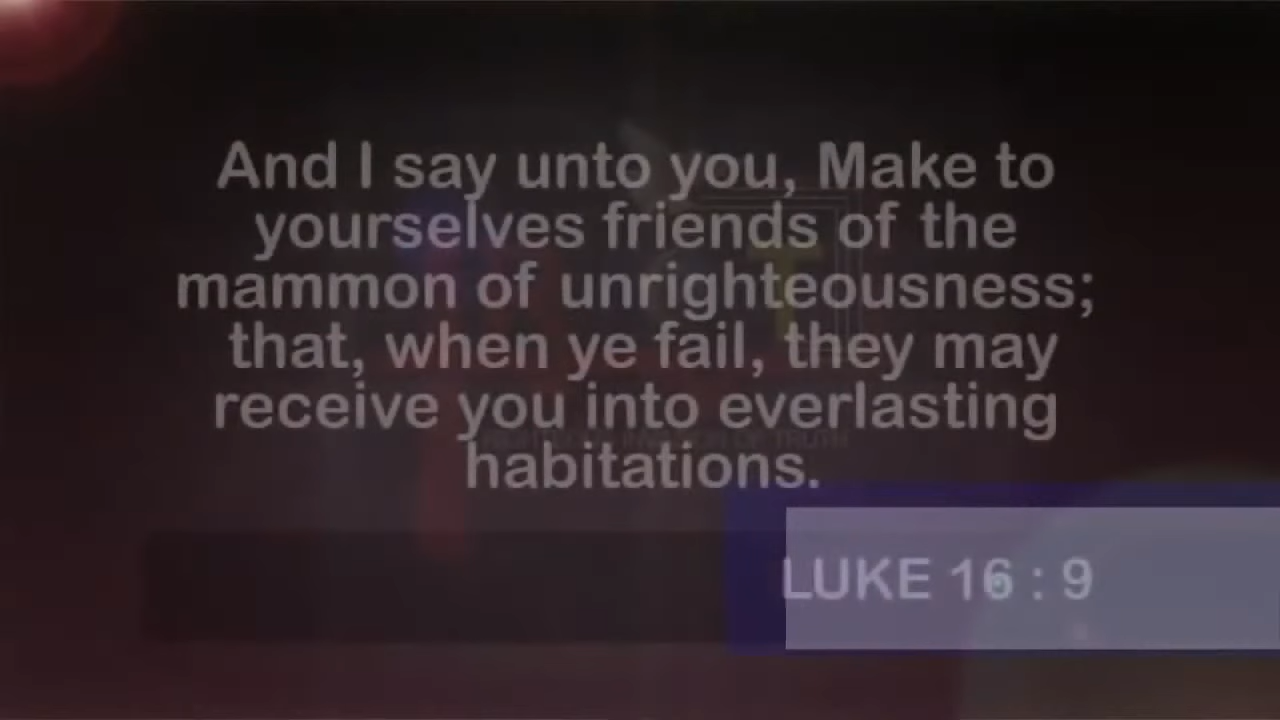 And I say unto you, Make to
yourselves friends of the
mammon of unrighteousness;
that, when ye fail, they may
receive you into everlasting
habitations.
LUKE 16 : 9